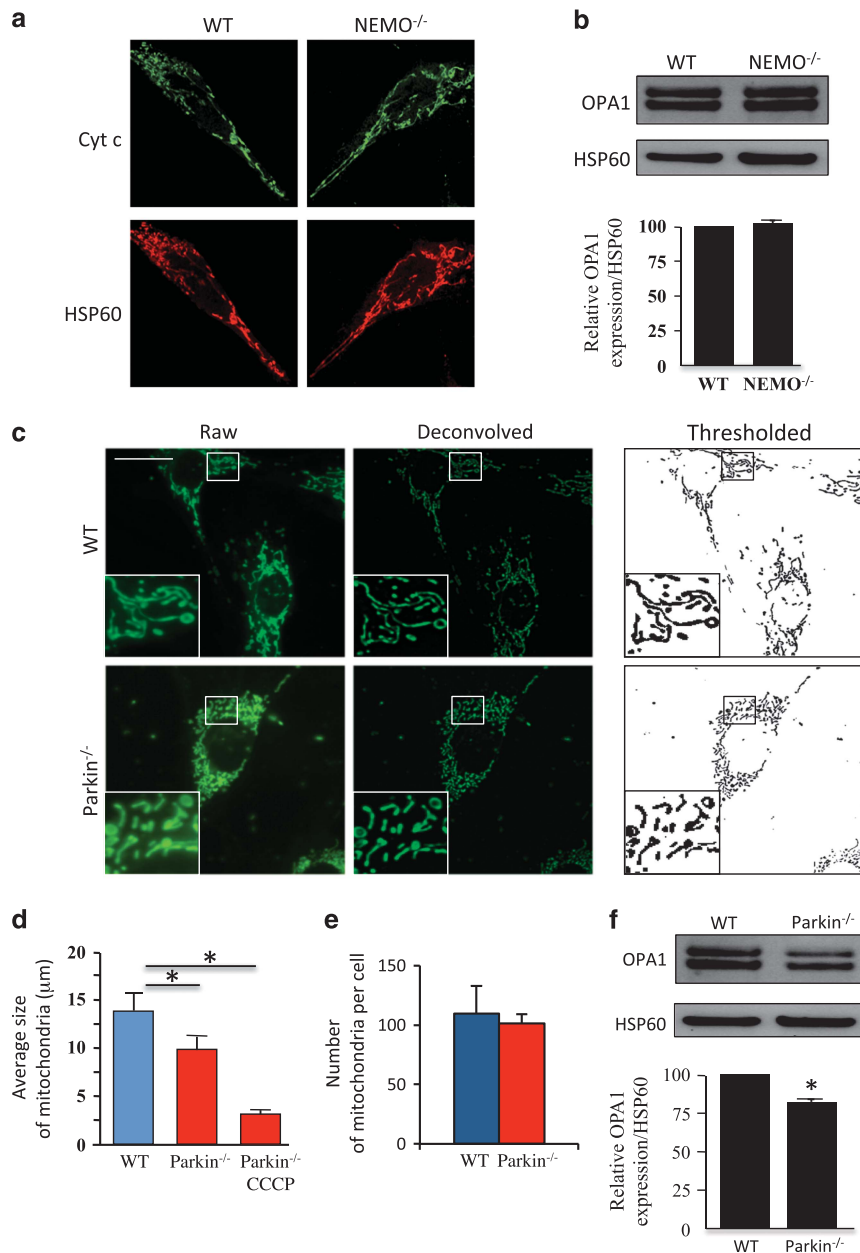 a
WT NEMO-/-
Cyt c
HSP60
b
WT NEMO-/-
OPA1
HSP60
Relative OPA1
expression/HSP60
100
75
50
25
0
WT NEMO-/-
c
Raw Deconvolved Thresholded
WT
Parkin-/-
d
Average size
of mitochondria (μm)
20
15
10
5
0
*
*
WT Parkin-/- Parkin-/-
CCCP
e
Number
of mitochondria per cell
150
100
50
0
WT Parkin-/-
f
WT Parkin-/-
OPA1
HSP60
Relative OPA1
expression/HSP60
100
75
50
25
0
*
WT Parkin-/-